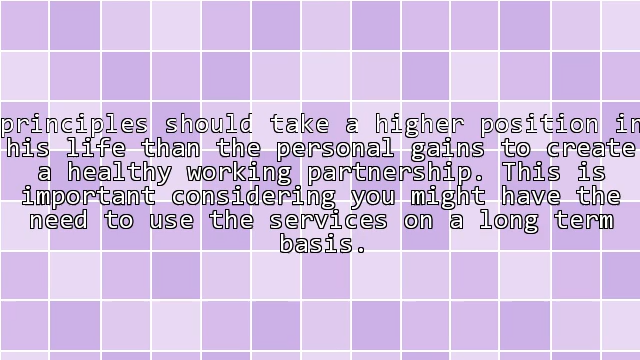 principles should take a higher position in
his life than the personal gains to create
a healthy working partnership. This is
important considering you might have the
need to use the services on a long term
basis.